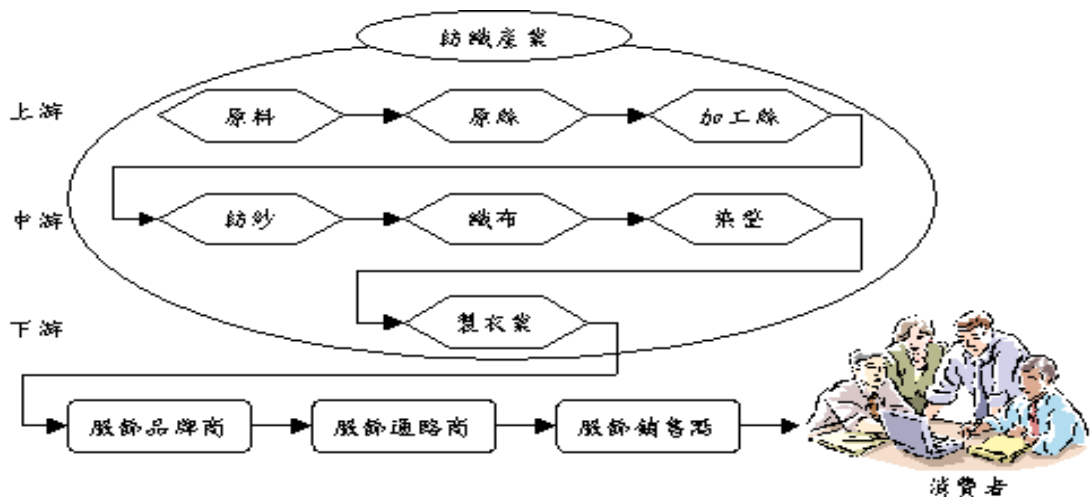 紡織產業
上游
原料
原絲
加工絲
中游
紡紗
織布
染整
下游
製衣業
服飾品牌商
服飾通路商
服飾銷售點
消費者